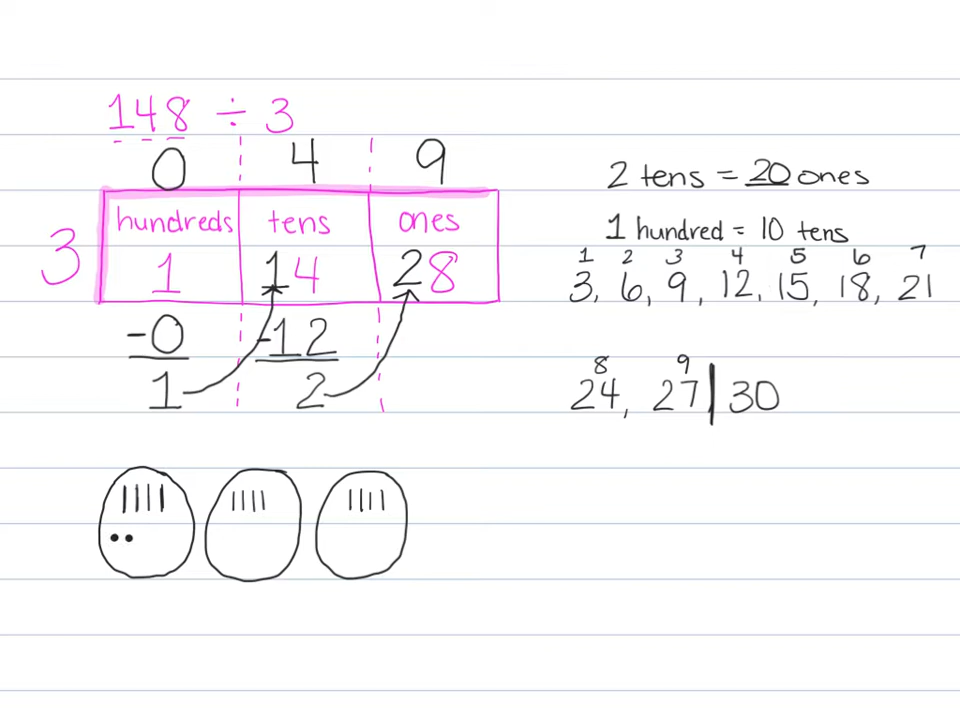 148 ÷ 3
0 4 9
hundreds tens ones
3 1 14 28
-0 -12
1 2
2 tens = 20 ones
1 hundred = 10 tens
1 2 3 4 5 6 7
3, 6, 9, 12, 15, 18, 21
8 9
24, 27 | 30